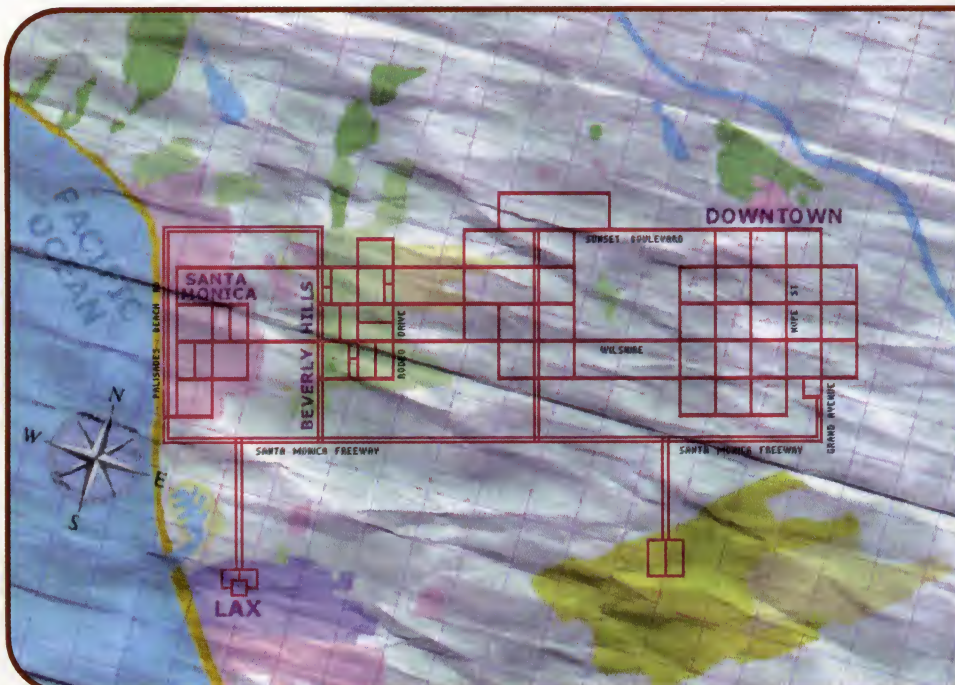 DOWNTOWN
SUNSET BOULEVARD
PACIFIC
OCEAN
SANTA
MONICA
PALISADES BEACH RD
BEVERLY HILLS
RODEO DRIVE
HOPE ST
WILSHIRE
GRAND AVENUE
SANTA MONICA FREEWAY
SANTA MONICA FREEWAY
N
W
E
S
LAX